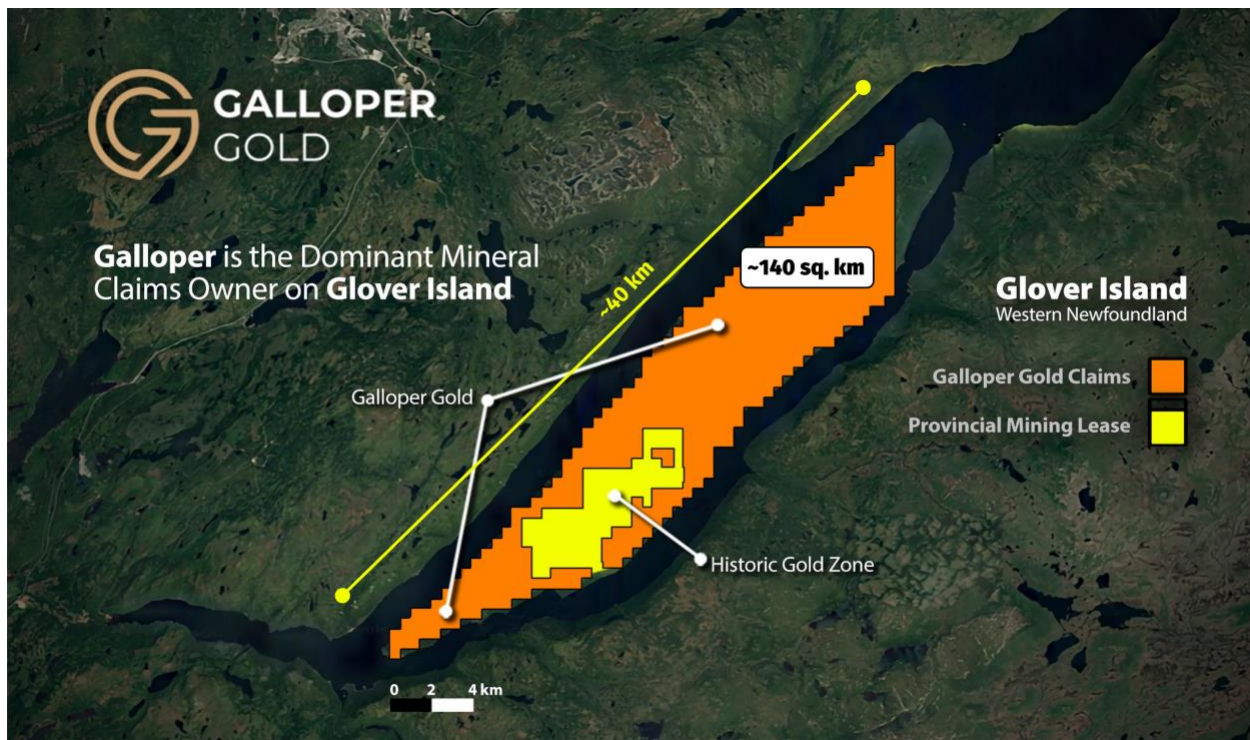 GALLOPER
GOLD
Galloper is the Dominant Mineral
Claims Owner on Glover Island
~40 km
~140 sq. km
Glover Island
Western Newfoundland
Galloper Gold Claims
Provincial Mining Lease
Galloper Gold
Historic Gold Zone
0 2 4 km